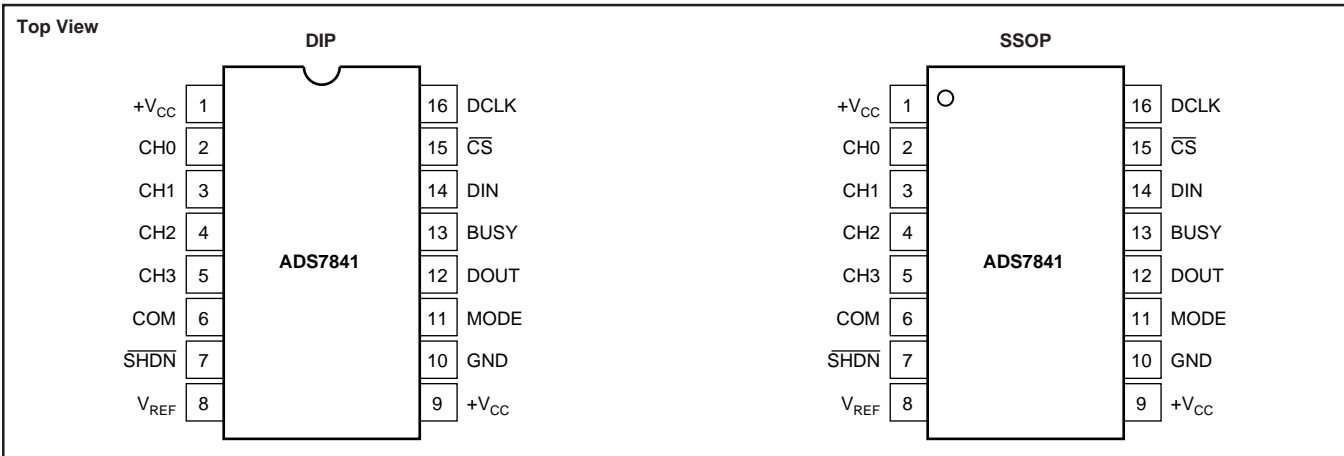 Top View
DIP
+VCC 1
CH0 2
CH1 3
CH2 4
CH3 5
COM 6
SHDN 7
VREF 8
ADS7841
16 DCLK
15 CS
14 DIN
13 BUSY
12 DOUT
11 MODE
10 GND
9 +VCC
SSOP
+VCC 1
CH0 2
CH1 3
CH2 4
CH3 5
COM 6
SHDN 7
VREF 8
ADS7841
16 DCLK
15 CS
14 DIN
13 BUSY
12 DOUT
11 MODE
10 GND
9 +VCC